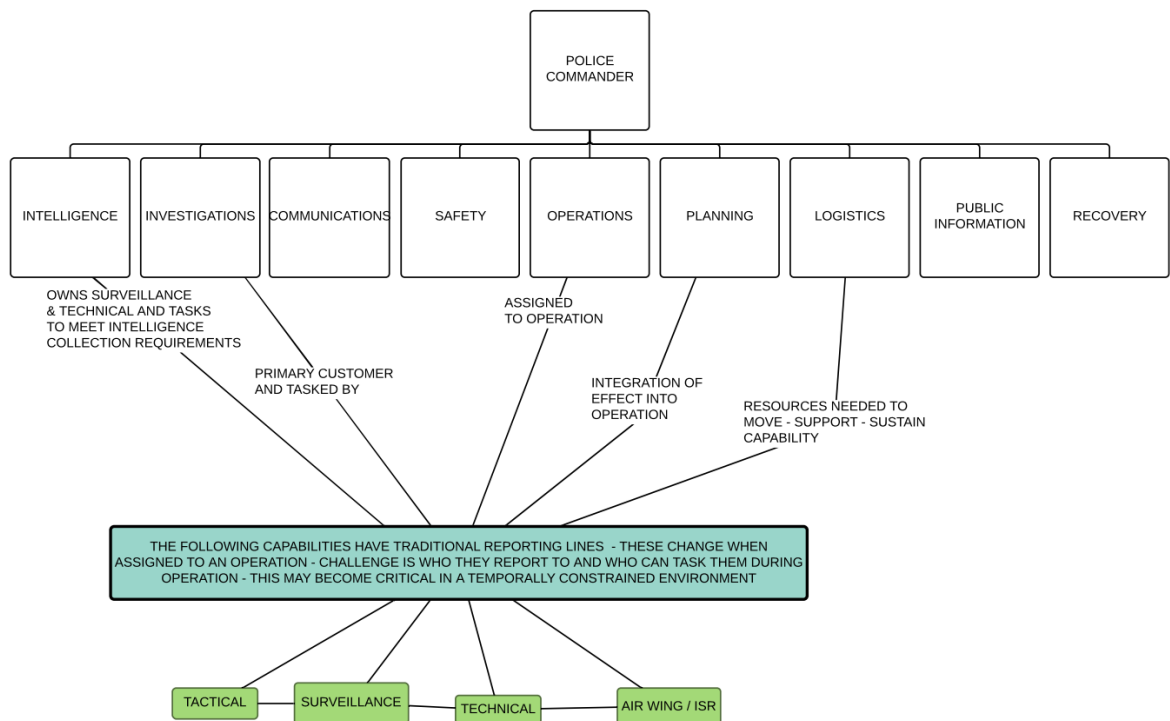 POLICE
COMMANDER
INTELLIGENCE
INVESTIGATIONS
COMMUNICATIONS
SAFETY
OPERATIONS
PLANNING
LOGISTICS
PUBLIC
INFORMATION
RECOVERY
OWNS SURVEILLANCE
& TECHNICAL AND TASKS
TO MEET INTELLIGENCE
COLLECTION REQUIREMENTS
PRIMARY CUSTOMER
AND TASKED BY
ASSIGNED
TO OPERATION
INTEGRATION OF
EFFECT INTO
OPERATION
RESOURCES NEEDED TO
MOVE - SUPPORT - SUSTAIN
CAPABILITY
THE FOLLOWING CAPABILITIES HAVE TRADITIONAL REPORTING LINES - THESE CHANGE WHEN
ASSIGNED TO AN OPERATION - CHALLENGE IS WHO THEY REPORT TO AND WHO CAN TASK THEM DURING
OPERATION - THIS MAY BECOME CRITICAL IN A TEMPORALLY CONSTRAINED ENVIRONMENT
TACTICAL
SURVEILLANCE
TECHNICAL
AIR WING / ISR